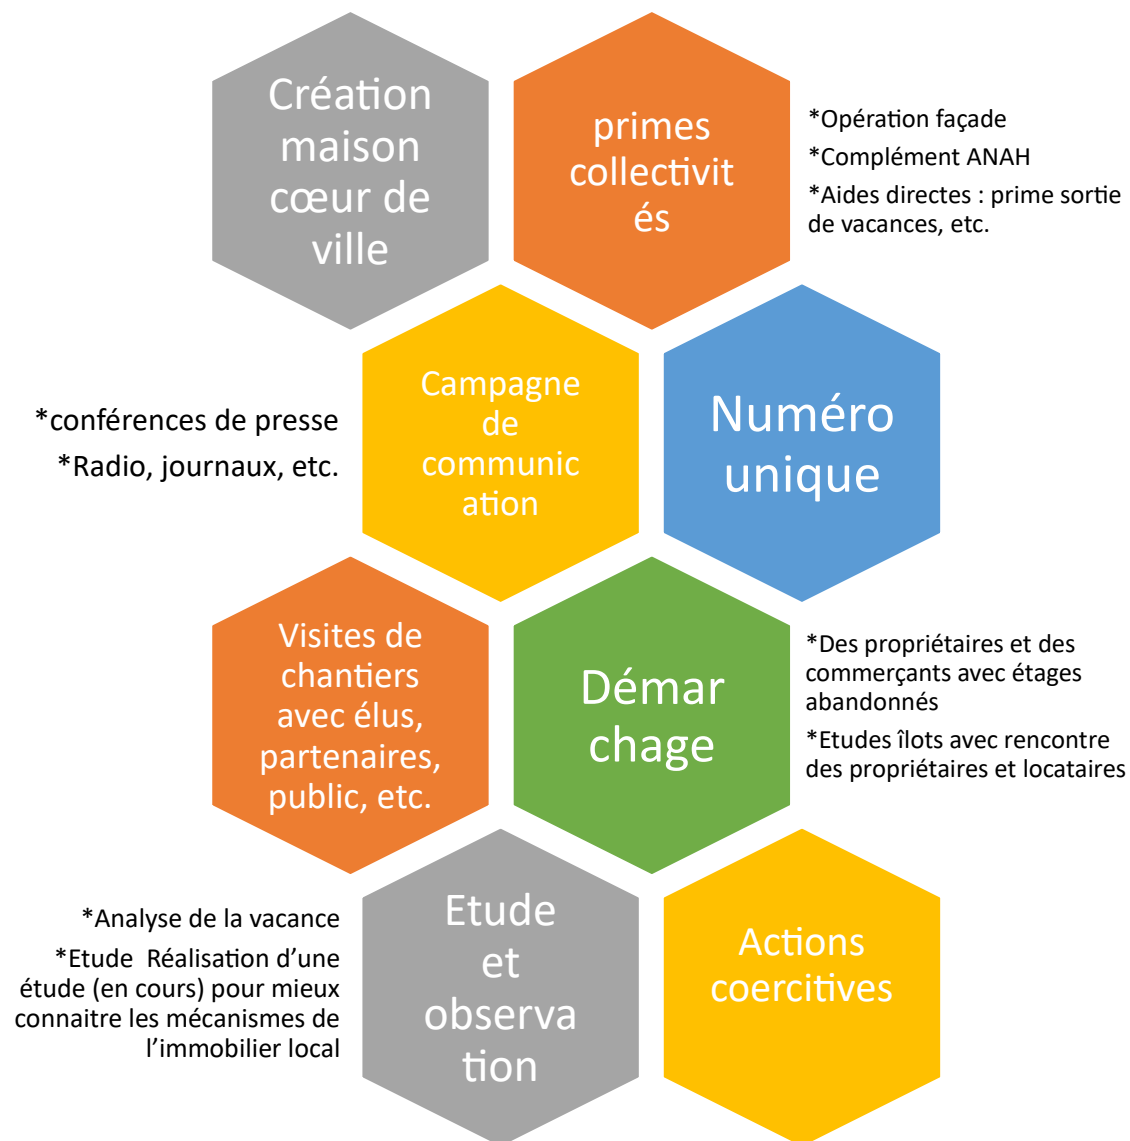 Création
maison
cœur de
ville
primes
collectivit
és
*Opération façade
*Complément ANAH
*Aides directes : prime sortie
de vacances, etc.
*conférences de presse
*Radio, journaux, etc.
Campagne
de
communic
ation
Numéro
unique
Visites de
chantiers
avec élus,
partenaires,
public, etc.
Démar
chage
*Des propriétaires et des
commerçants avec étages
abandonnés
*Etudes îlots avec rencontre
des propriétaires et locataires
*Analyse de la vacance
*Etude  Réalisation d’une
étude (en cours) pour mieux
connaitre les mécanismes de
l’immobilier local
Etude
et
observa
tion
Actions
coercitives